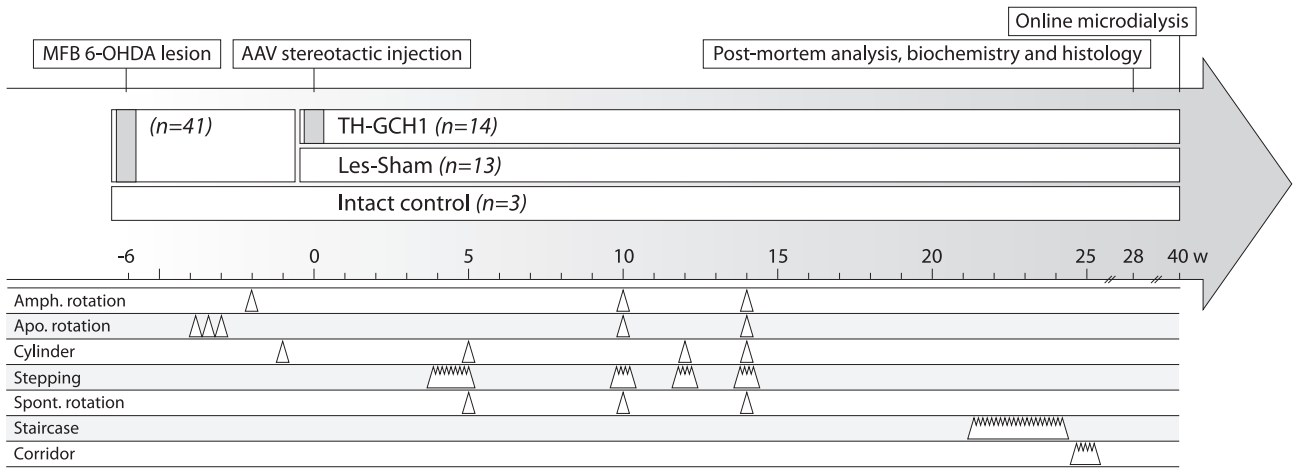 Online microdialysis
MFB 6-OHDA lesion
AAV stereotactic injection
Post-mortem analysis, biochemistry and histology
(n=41)
TH-GCH1 (n=14)
Les-Sham (n=13)
Intact control (n=3)
-6 0 5 10 15 20 25 28 40 w
Amph. rotation
Apo. rotation
Cylinder
Stepping
Spont. rotation
Staircase
Corridor